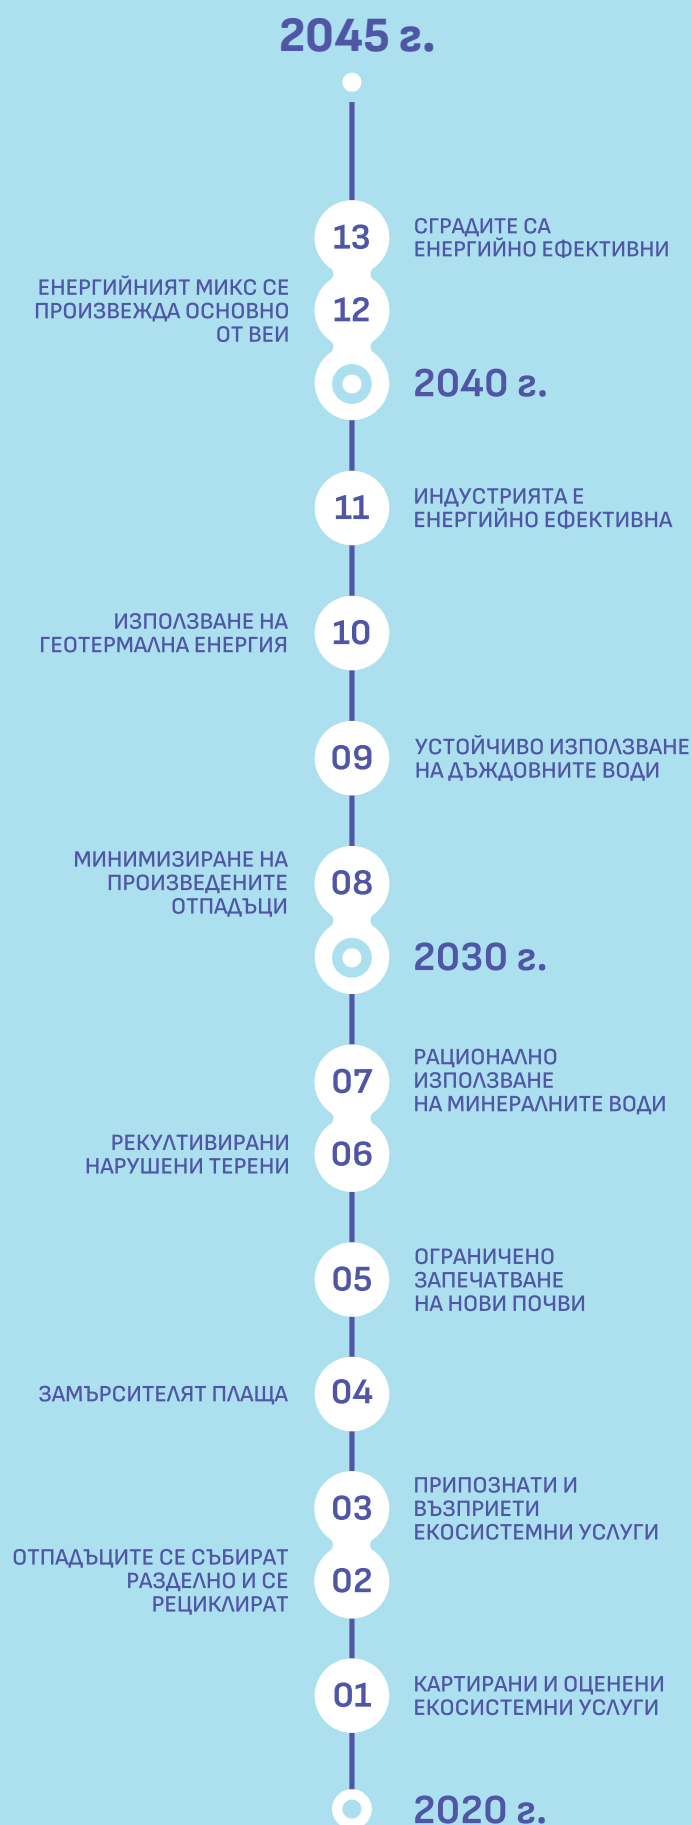 2045 г.
13
СГРАДИТЕ СА
ЕНЕРГИЙНО ЕФЕКТИВНИ
ЕНЕРГИЙНИЯТ МИКС СЕ
ПРОИЗВЕЖДА ОСНОВНО
ОТ ВЕИ
12
2040 г.
11
ИНДУСТРИЯТА Е
ЕНЕРГИЙНО ЕФЕКТИВНА
ИЗПОЛЗВАНЕ НА
ГЕОТЕРМАЛНА ЕНЕРГИЯ
10
09
УСТОЙЧИВО ИЗПОЛЗВАНЕ
НА ДЪЖДОВНИТЕ ВОДИ
МИНИМИЗИРАНЕ НА
ПРОИЗВЕДЕНИТЕ
ОТПАДЪЦИ
08
2030 г.
07
РАЦИОНАЛНО
ИЗПОЛЗВАНЕ
НА МИНЕРАЛНИТЕ ВОДИ
РЕКУЛТИВИРАНИ
НАРУШЕНИ ТЕРЕНИ
06
05
ОГРАНИЧЕНО
ЗАПЕЧАТВАНЕ
НА НОВИ ПОЧВИ
ЗАМЪРСИТЕЛЯТ ПЛАЩА
04
03
ПРИПОЗНАТИ И
ВЪЗПРИЕТИ
ЕКОСИСТЕМНИ УСЛУГИ
ОТПАДЪЦИТЕ СЕ СЪБИРАТ
РАЗДЕЛНО И СЕ
РЕЦИКЛИРАТ
02
01
КАРТИРАНИ И ОЦЕНЕНИ
ЕКОСИСТЕМНИ УСЛУГИ
2020 г.